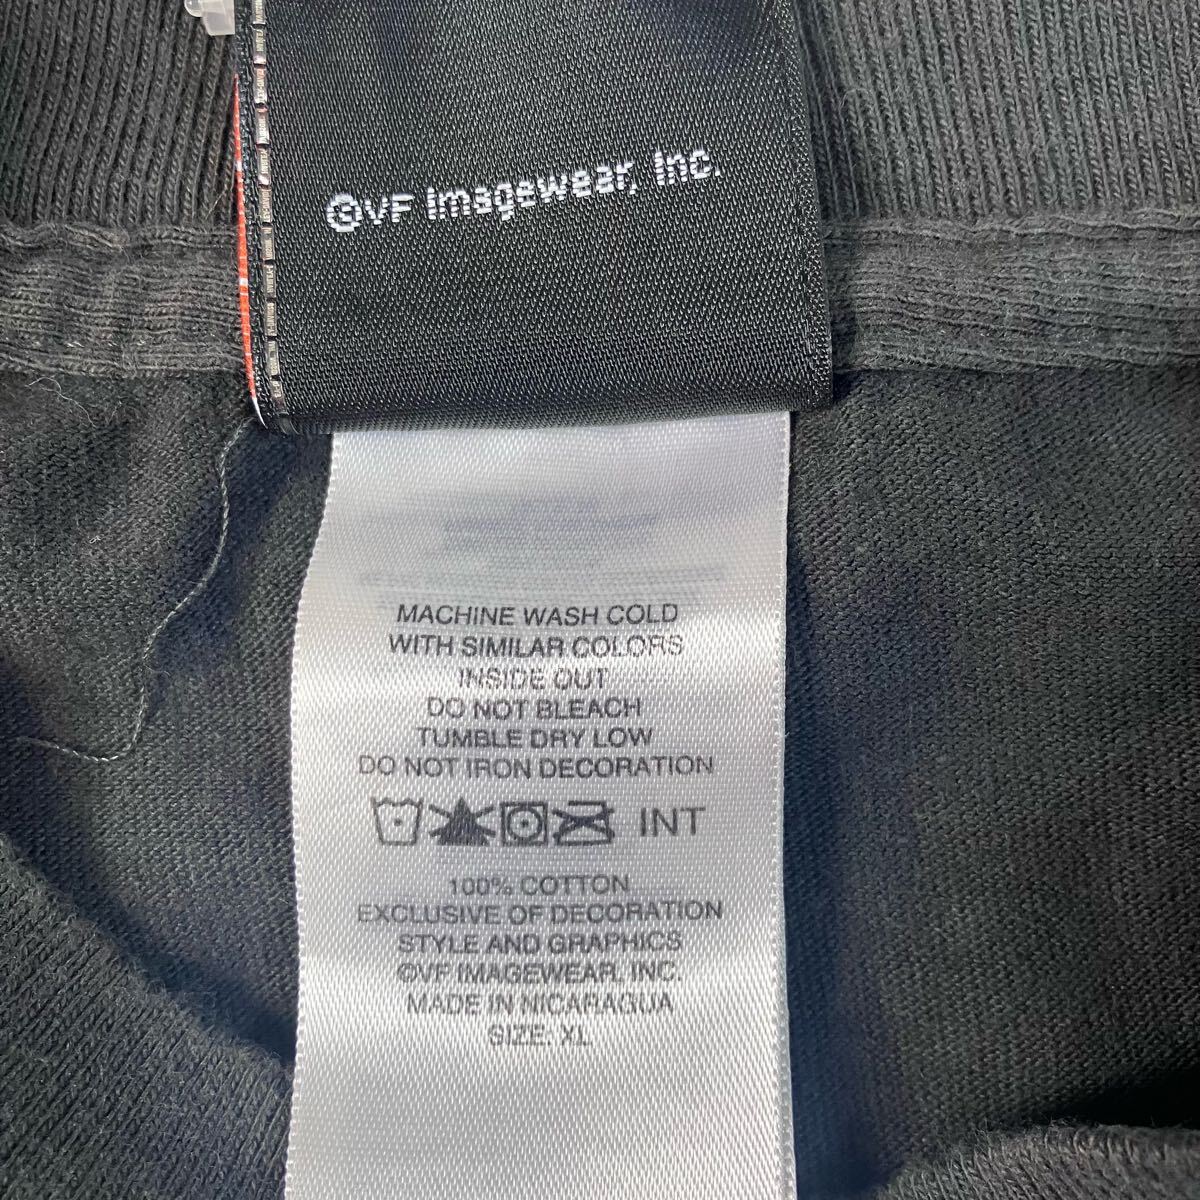 ©VF Imagewear, Inc.
MACHINE WASH COLD
WITH SIMILAR COLORS
INSIDE OUT
DO NOT BLEACH
TUMBLE DRY LOW
DO NOT IRON DECORATION
INT
100% COTTON
EXCLUSIVE OF DECORATION
STYLE AND GRAPHICS
©VF IMAGEWEAR, INC.
MADE IN NICARAGUA
SIZE: XL